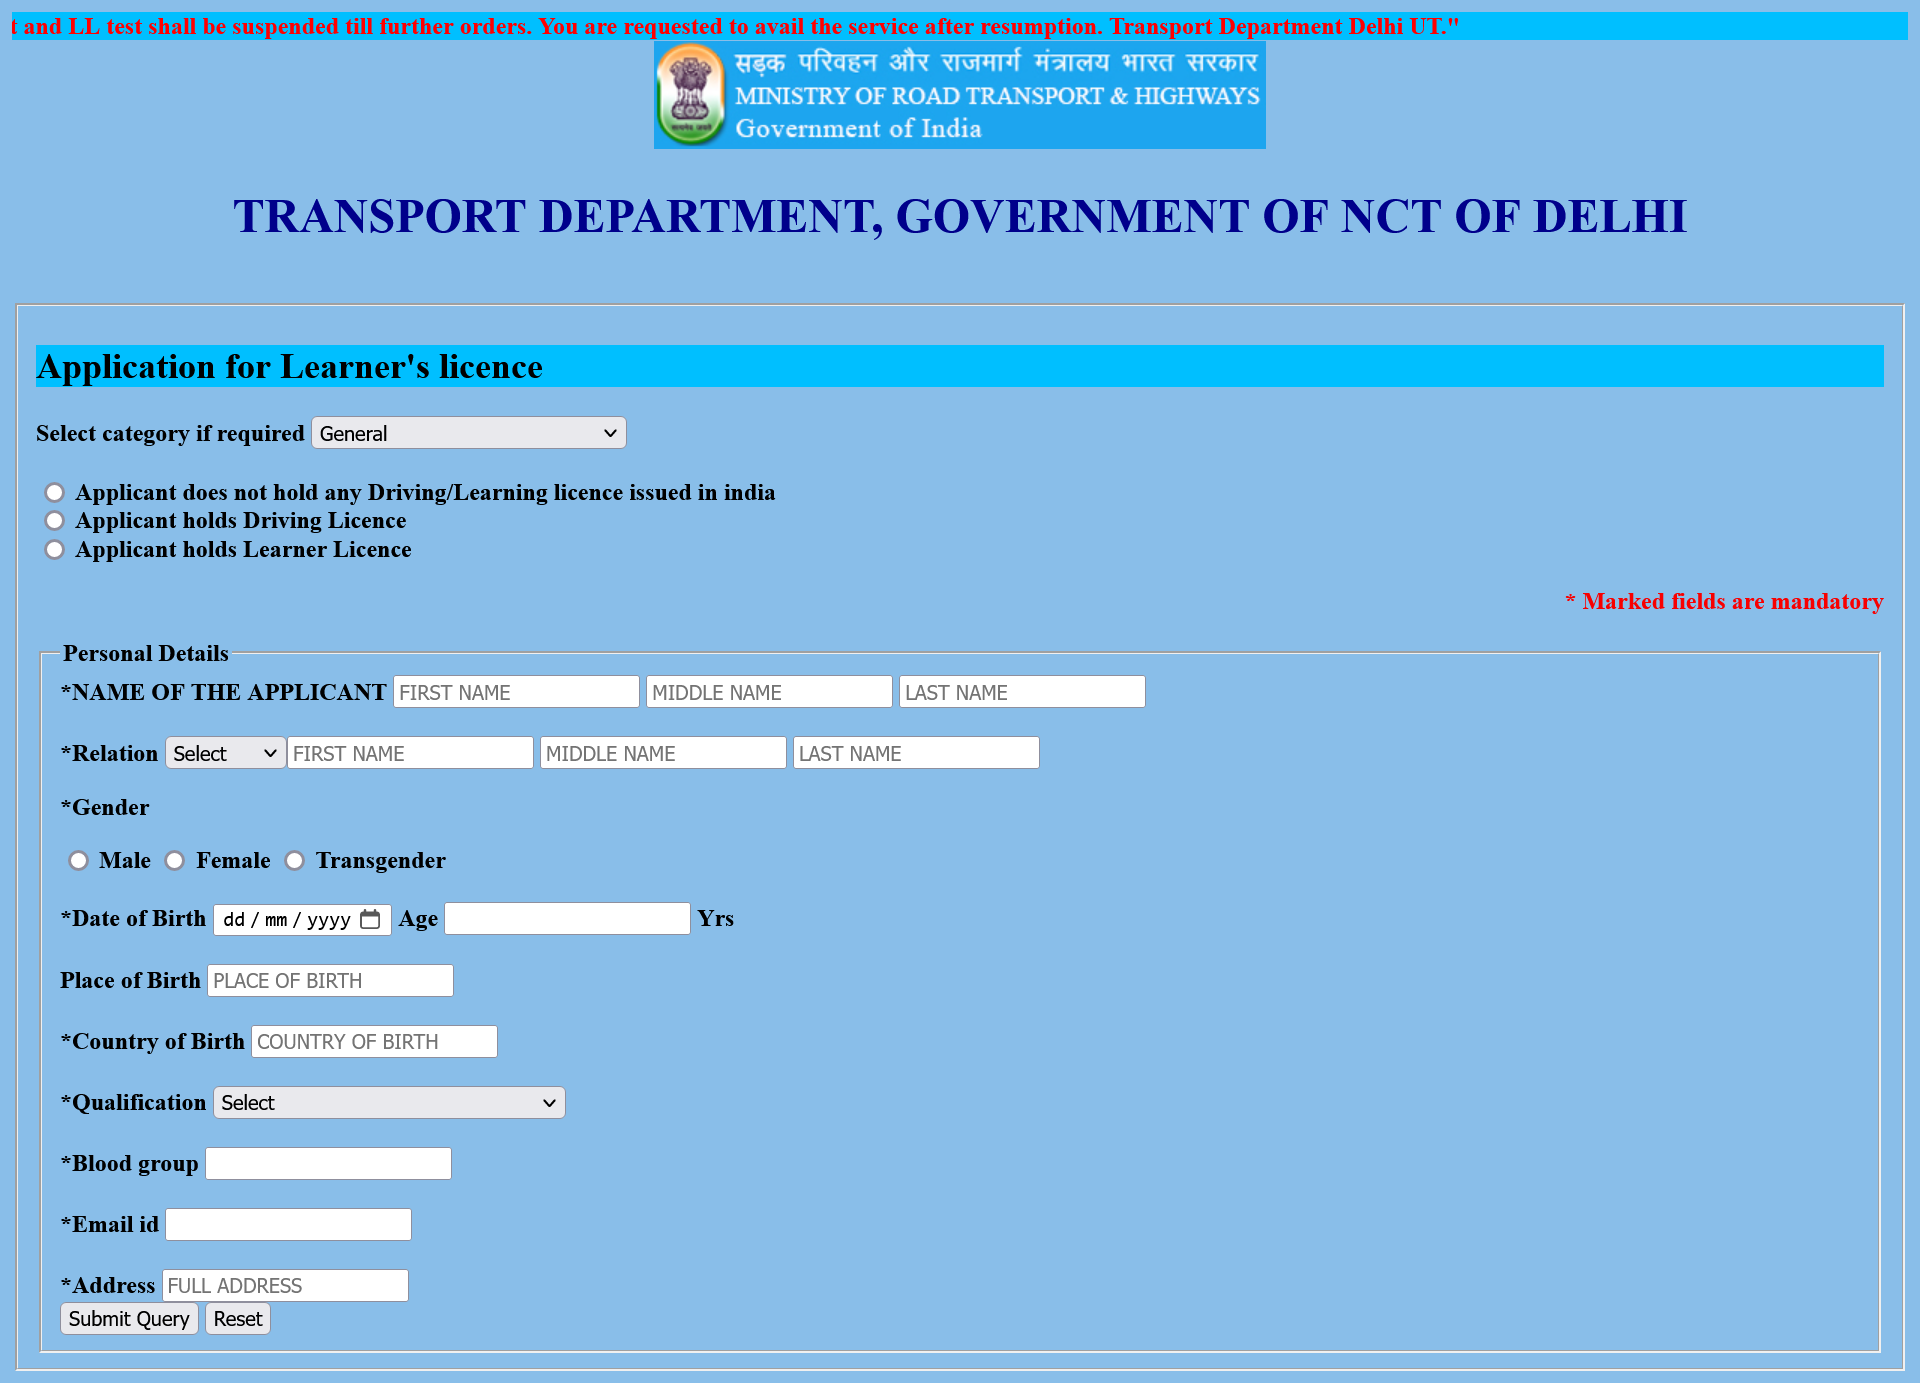 t and LL test shall be suspended till further orders. You are requested to avail the service after resumption. Transport Department Delhi UT."
सड़क परिवहन और राजमार्ग मंत्रालय भारत सरकार
MINISTRY OF ROAD TRANSPORT & HIGHWAYS
Government of India
सत्यमेव जयते
TRANSPORT DEPARTMENT, GOVERNMENT OF NCT OF DELHI
Application for Learner's licence
Select category if required General
Applicant does not hold any Driving/Learning licence issued in india
Applicant holds Driving Licence
Applicant holds Learner Licence
* Marked fields are mandatory
Personal Details
*NAME OF THE APPLICANT FIRST NAME MIDDLE NAME LAST NAME
*Relation Select FIRST NAME MIDDLE NAME LAST NAME
*Gender
Male Female Transgender
*Date of Birth dd / mm / yyyy Age Yrs
Place of Birth PLACE OF BIRTH
*Country of Birth COUNTRY OF BIRTH
*Qualification Select
*Blood group
*Email id
*Address FULL ADDRESS
Submit Query Reset